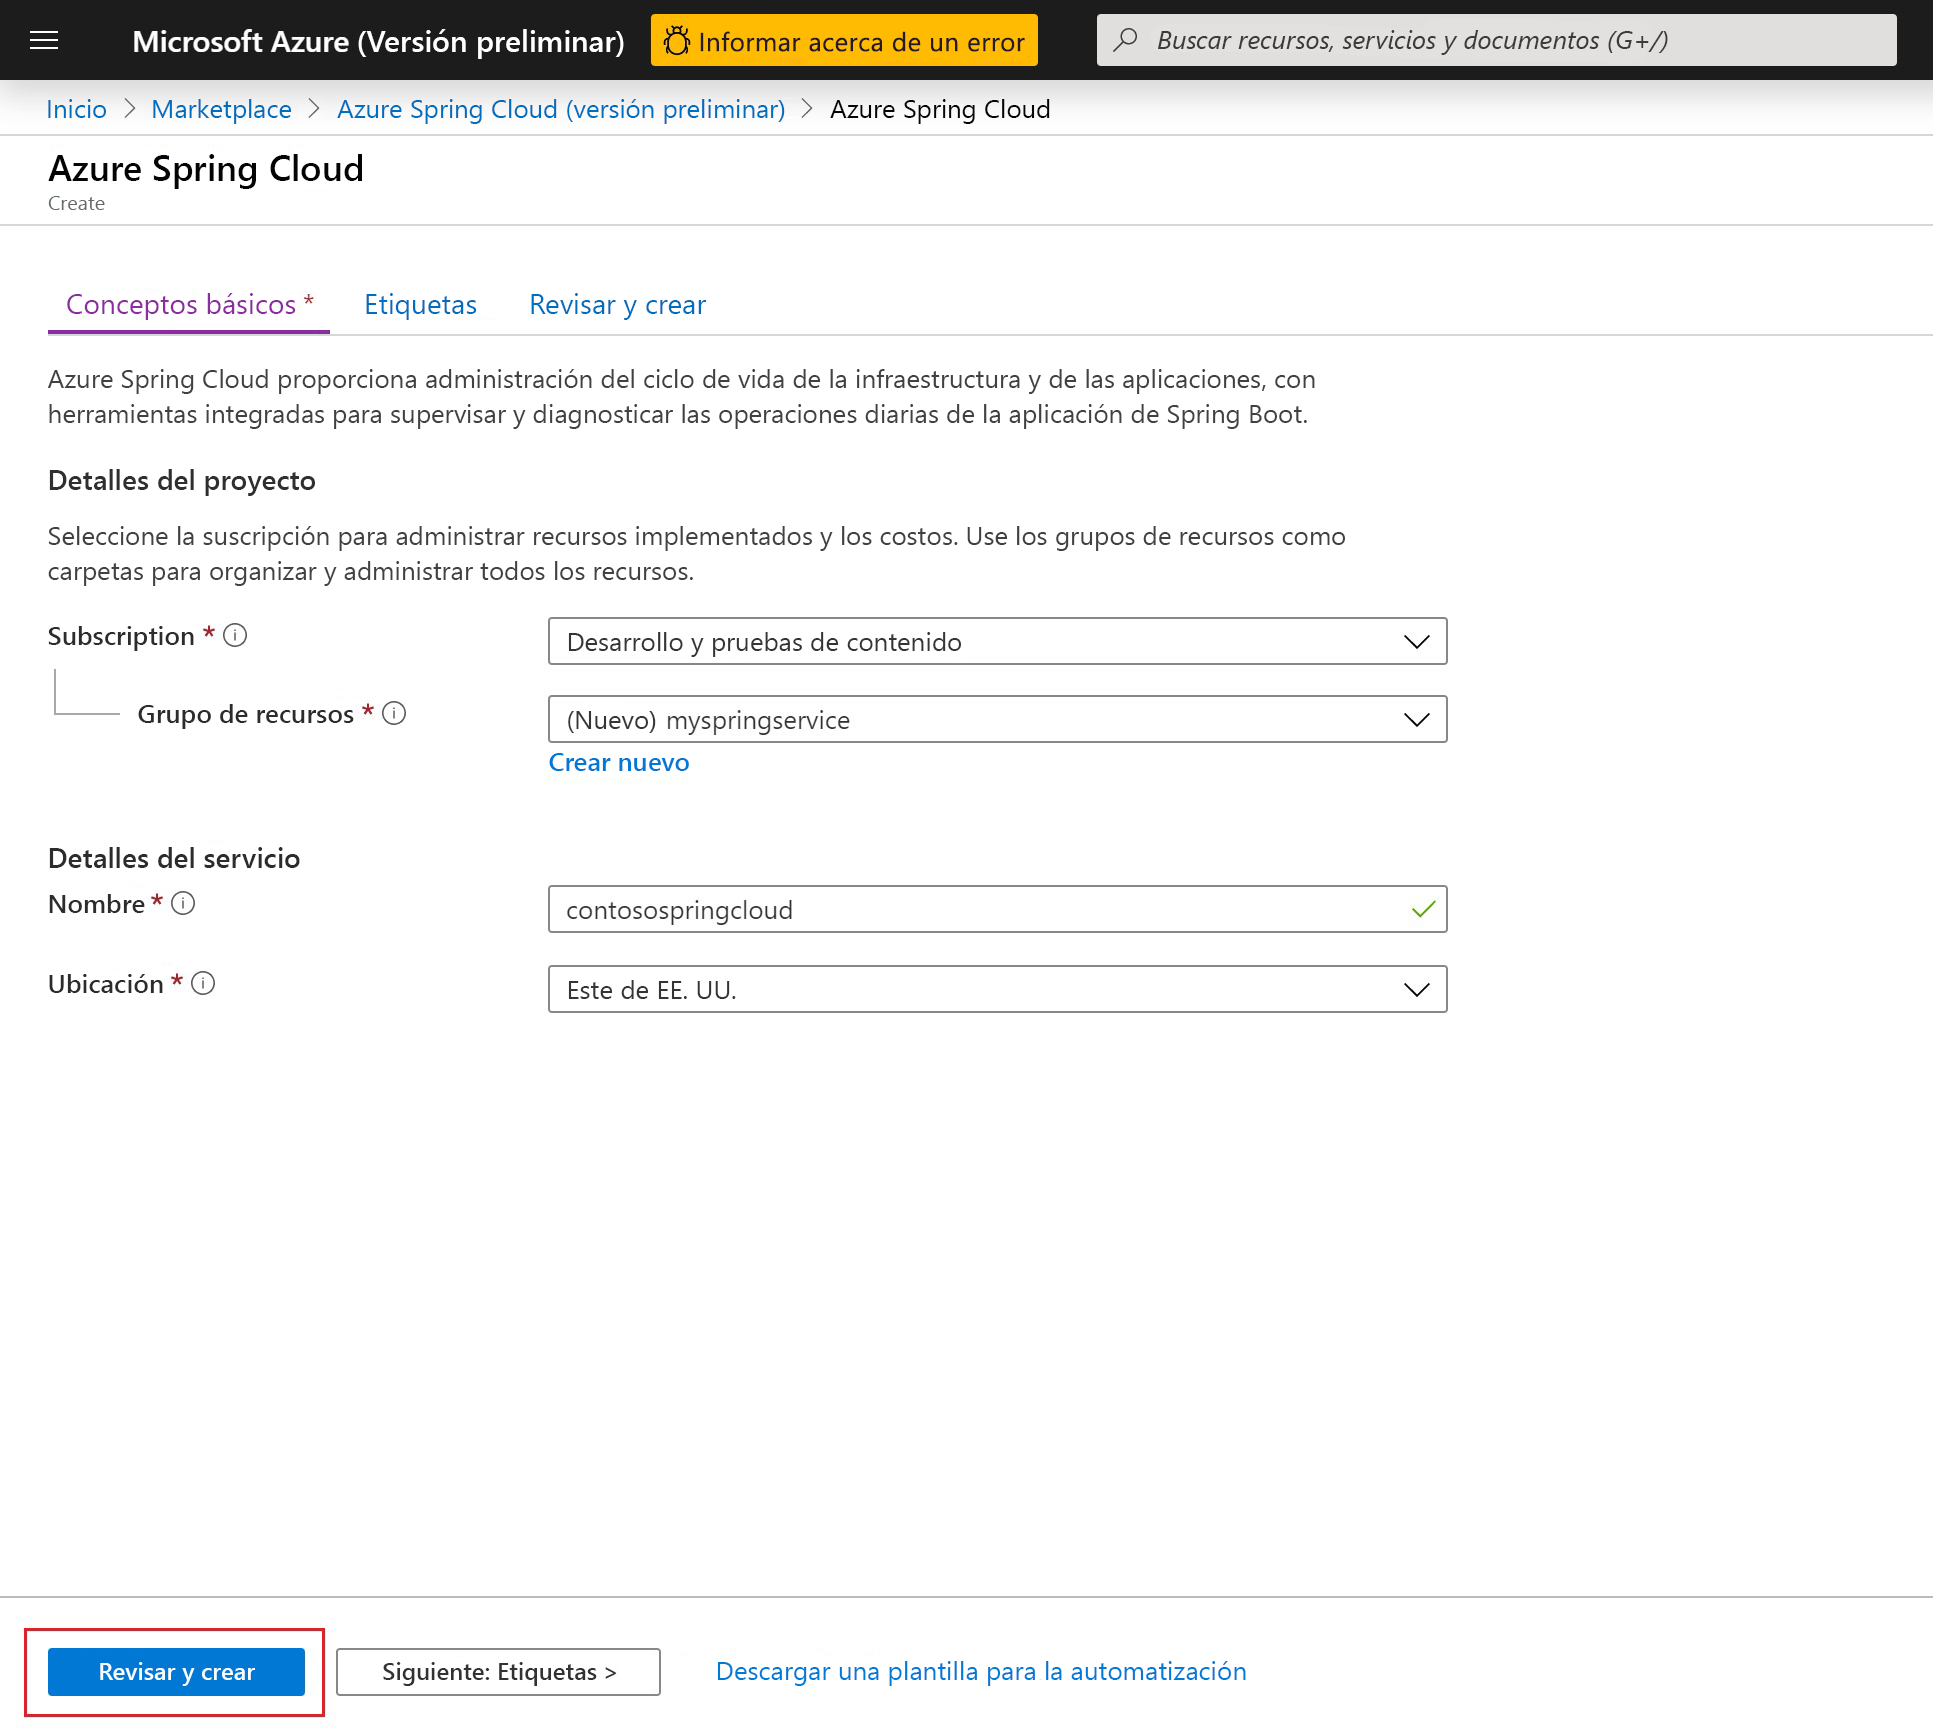 Microsoft Azure (Versión preliminar)
Informar acerca de un error
Buscar recursos, servicios y documentos (G+/)
Inicio > Marketplace > Azure Spring Cloud (versión preliminar) > Azure Spring Cloud
Azure Spring Cloud
Create
Conceptos básicos * Etiquetas Revisar y crear
Azure Spring Cloud proporciona administración del ciclo de vida de la infraestructura y de las aplicaciones, con
herramientas integradas para supervisar y diagnosticar las operaciones diarias de la aplicación de Spring Boot.
Detalles del proyecto
Seleccione la suscripción para administrar recursos implementados y los costos. Use los grupos de recursos como
carpetas para organizar y administrar todos los recursos.
Subscription *
Desarrollo y pruebas de contenido
Grupo de recursos *
(Nuevo) myspringservice
Crear nuevo
Detalles del servicio
Nombre *
contosospringcloud
Ubicación *
Este de EE. UU.
Revisar y crear
Siguiente: Etiquetas >
Descargar una plantilla para la automatización